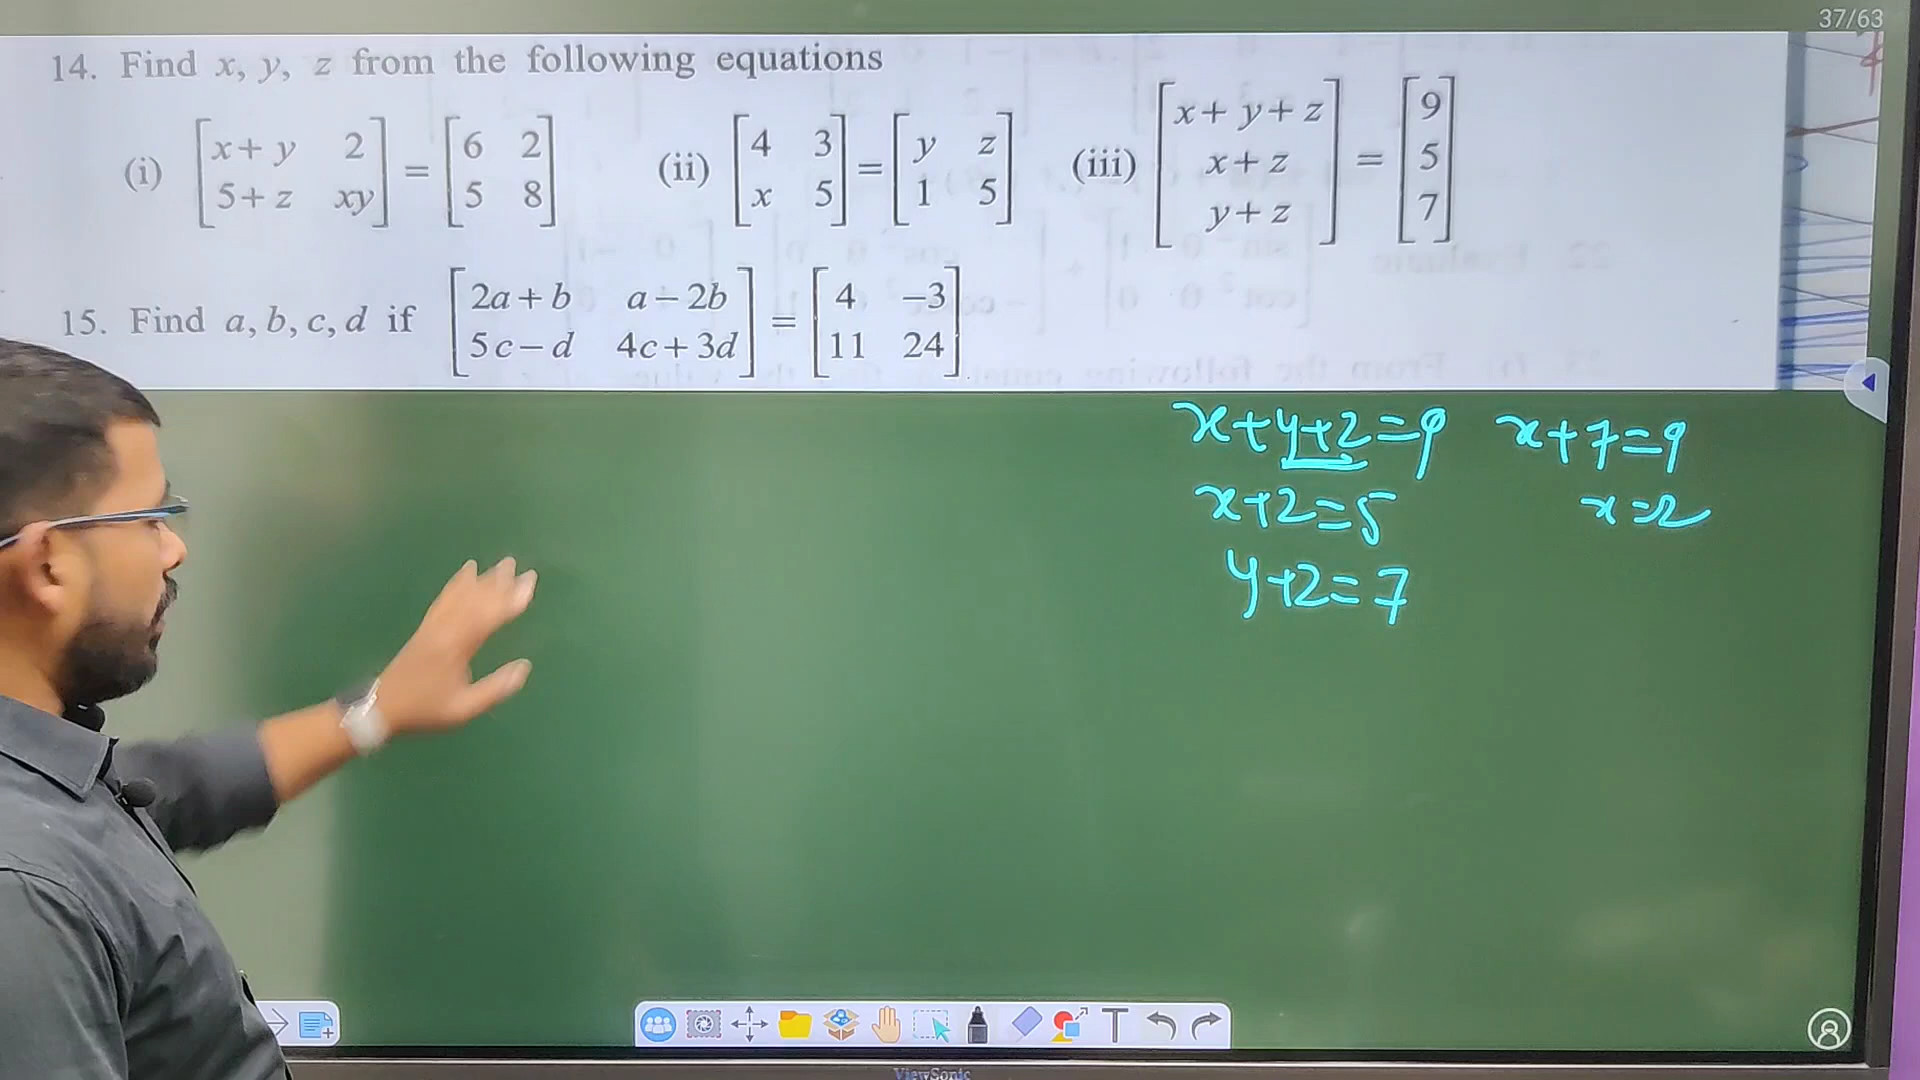 37/63
14. Find x, y, z from the following equations
(i) [x + y 2; 5 + z xy] = [6 2; 5 8] (ii) [4 3; x 5] = [y z; 1 5] (iii) [x + y + z; x + z; y + z] = [9; 5; 7]
15. Find a, b, c, d if [2a + b a − 2b; 5c − d 4c + 3d] = [4 −3; 11 24]
x+y+z=9 x+7=9
x+z=5 x=2
y+z=7
ViewSonic